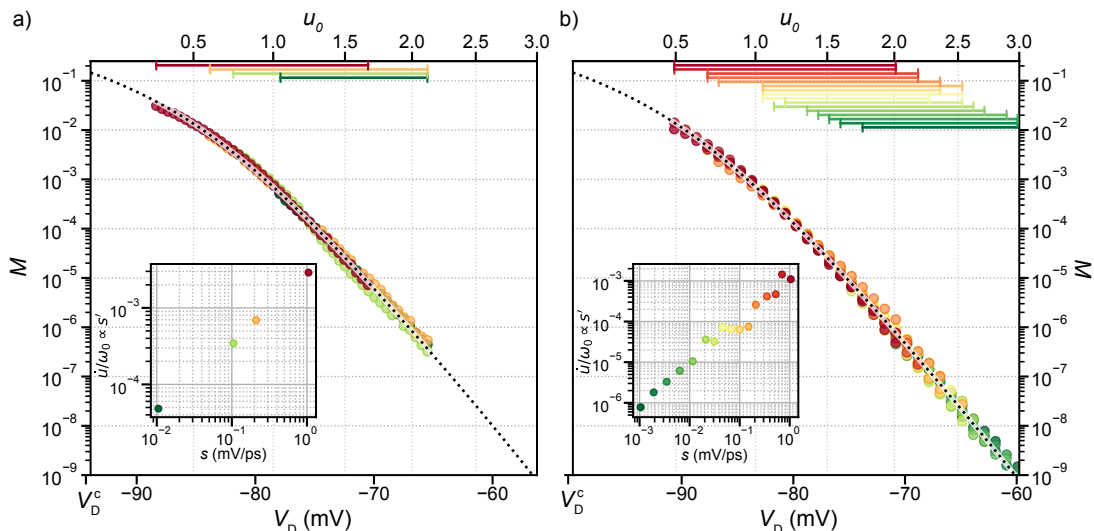 a)
u₀
0.5 1.0 1.5 2.0 2.5 3.0
M
10⁻¹
10⁻²
10⁻³
10⁻⁴
10⁻⁵
10⁻⁶
10⁻⁷
10⁻⁸
10⁻⁹
u̇/ω₀ ∝ s′
10⁻³
10⁻⁴
10⁻² 10⁻¹ 10⁰
s (mV/ps)
V_D^c −90 −80 −70 −60
V_D (mV)
b)
u₀
0.5 1.0 1.5 2.0 2.5 3.0
10⁻¹
10⁻²
10⁻³
10⁻⁴
10⁻⁵
10⁻⁶
10⁻⁷
10⁻⁸
10⁻⁹
M
u̇/ω₀ ∝ s′
10⁻³
10⁻⁴
10⁻⁵
10⁻⁶
10⁻³ 10⁻² 10⁻¹ 10⁰
s (mV/ps)
V_D^c −90 −80 −70 −60
V_D (mV)